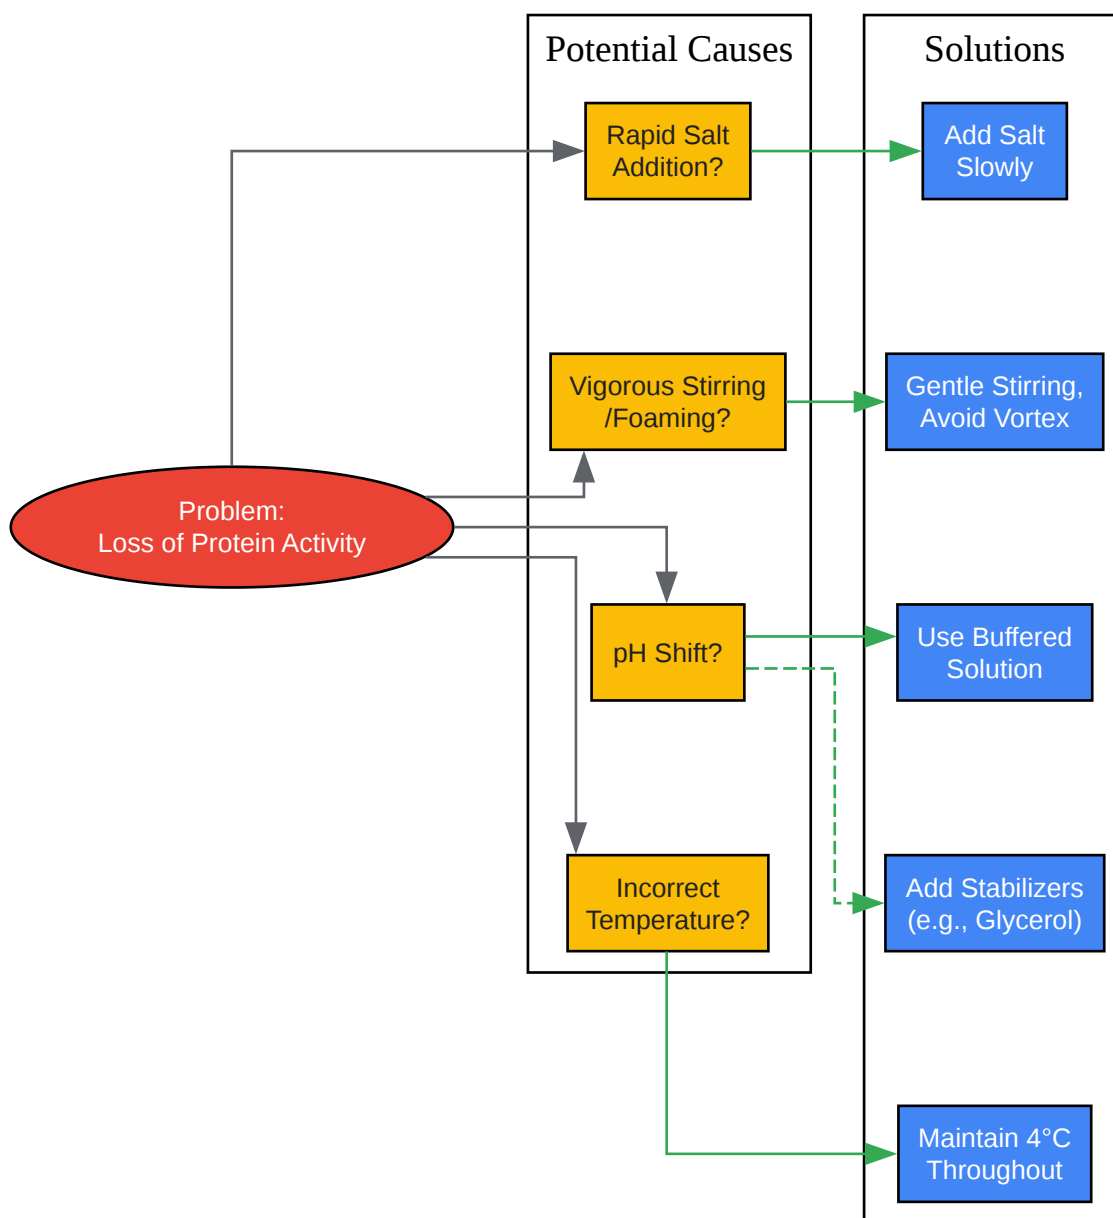 Potential Causes
Solutions
Rapid Salt
Addition?
Add Salt
Slowly
Vigorous Stirring
/Foaming?
Gentle Stirring,
Avoid Vortex
Problem:
Loss of Protein Activity
pH Shift?
Use Buffered
Solution
Incorrect
Temperature?
Add Stabilizers
(e.g., Glycerol)
Maintain 4°C
Throughout